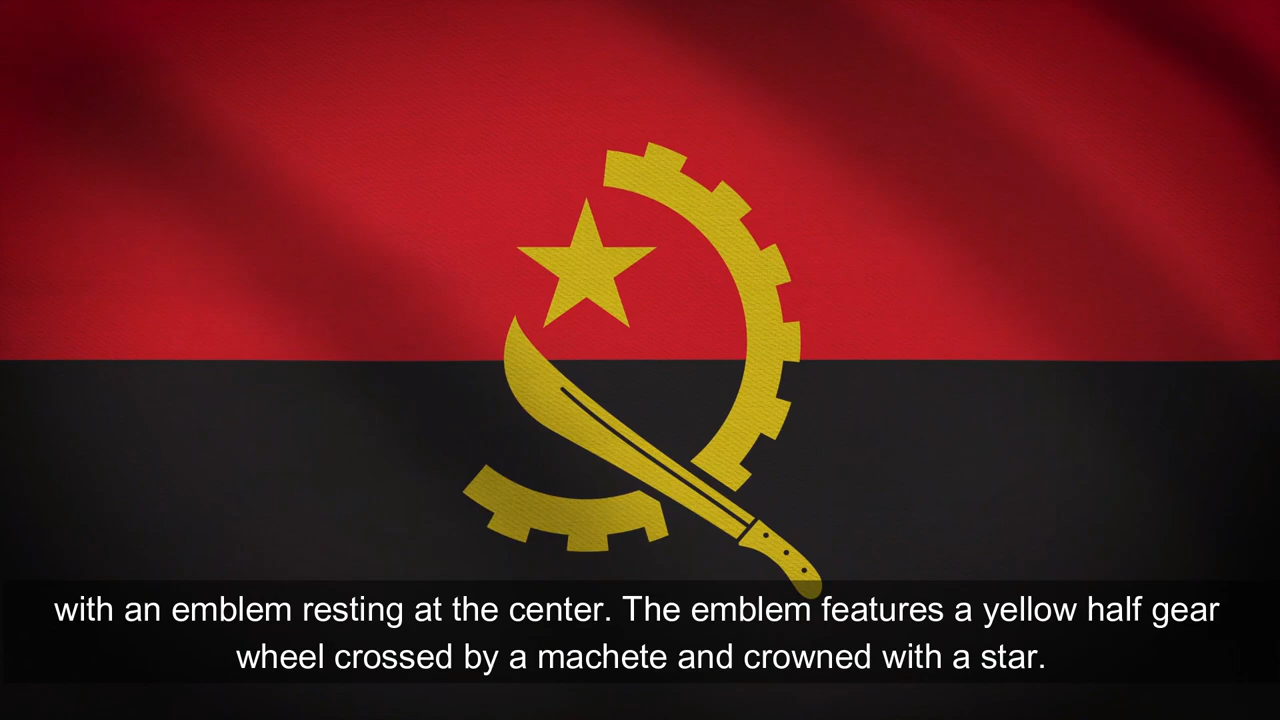 with an emblem resting at the center. The emblem features a yellow half gear
wheel crossed by a machete and crowned with a star.